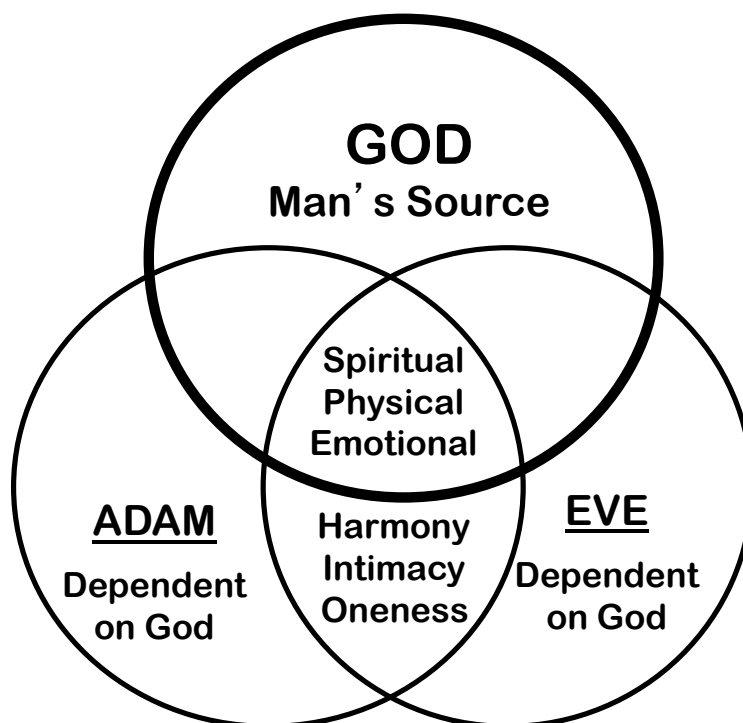 GOD
Man’s Source
Spiritual
Physical
Emotional
ADAM
Dependent
on God
Harmony
Intimacy
Oneness
EVE
Dependent
on God